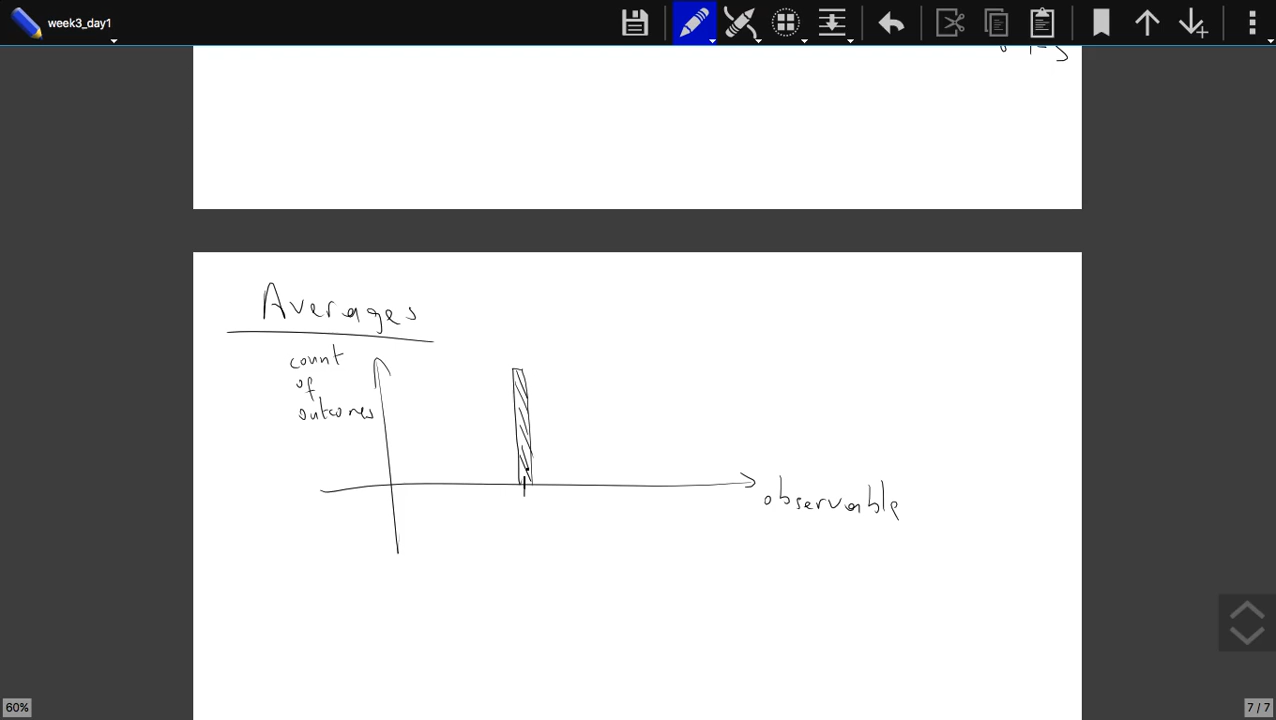 week3_day1
Averages
count
of
outcomes
observable
60%
7 / 7